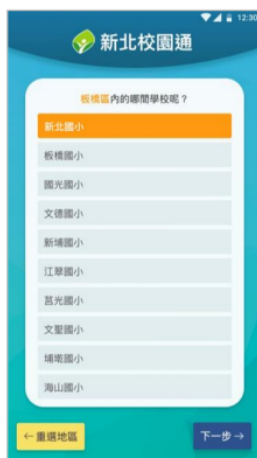 12:30
新北校園通
板橋區內的哪間學校呢？
新北國小
板橋國小
國光國小
文德國小
新埔國小
江翠國小
莒光國小
文聖國小
埔墘國小
海山國小
←重選地區
下一步→